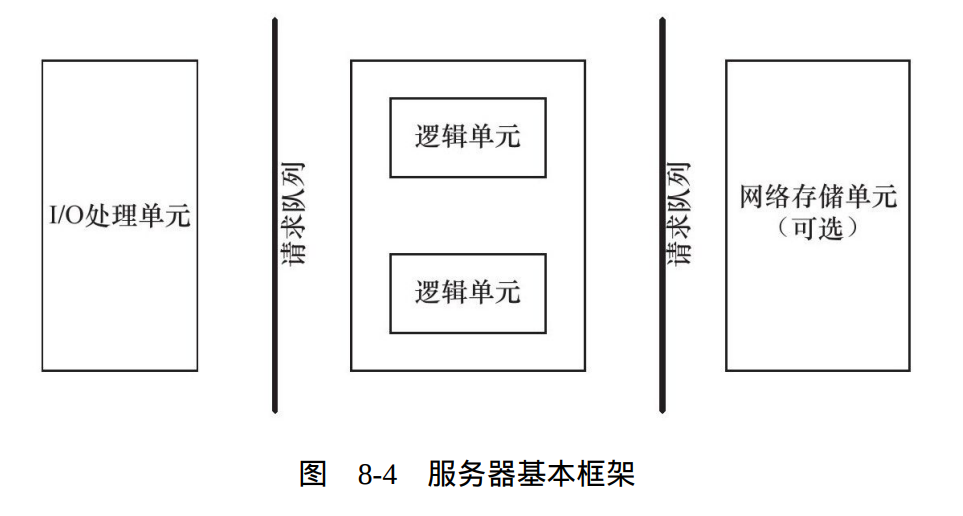 I/O处理单元
请求队列
逻辑单元
逻辑单元
请求队列
网络存储单元
（可选）
图 8-4 服务器基本框架